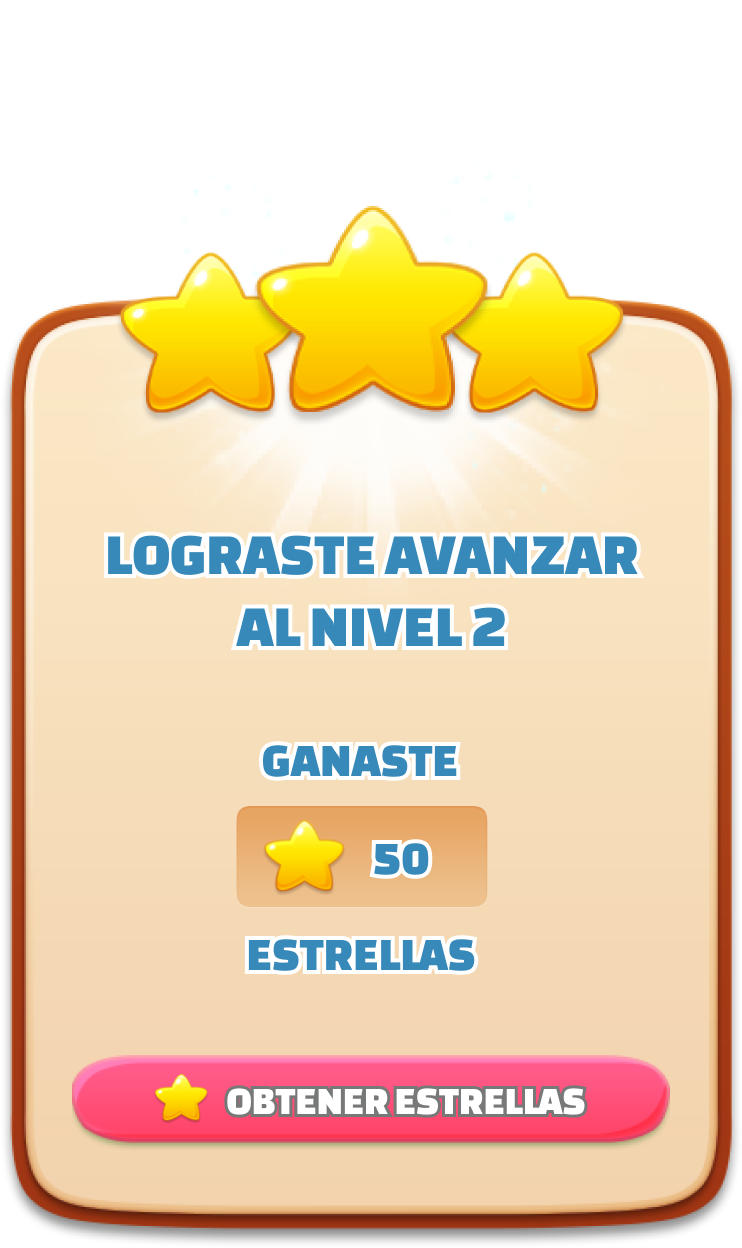 LOGRASTE AVANZAR
AL NIVEL 2
GANASTE
50
ESTRELLAS
OBTENER ESTRELLAS